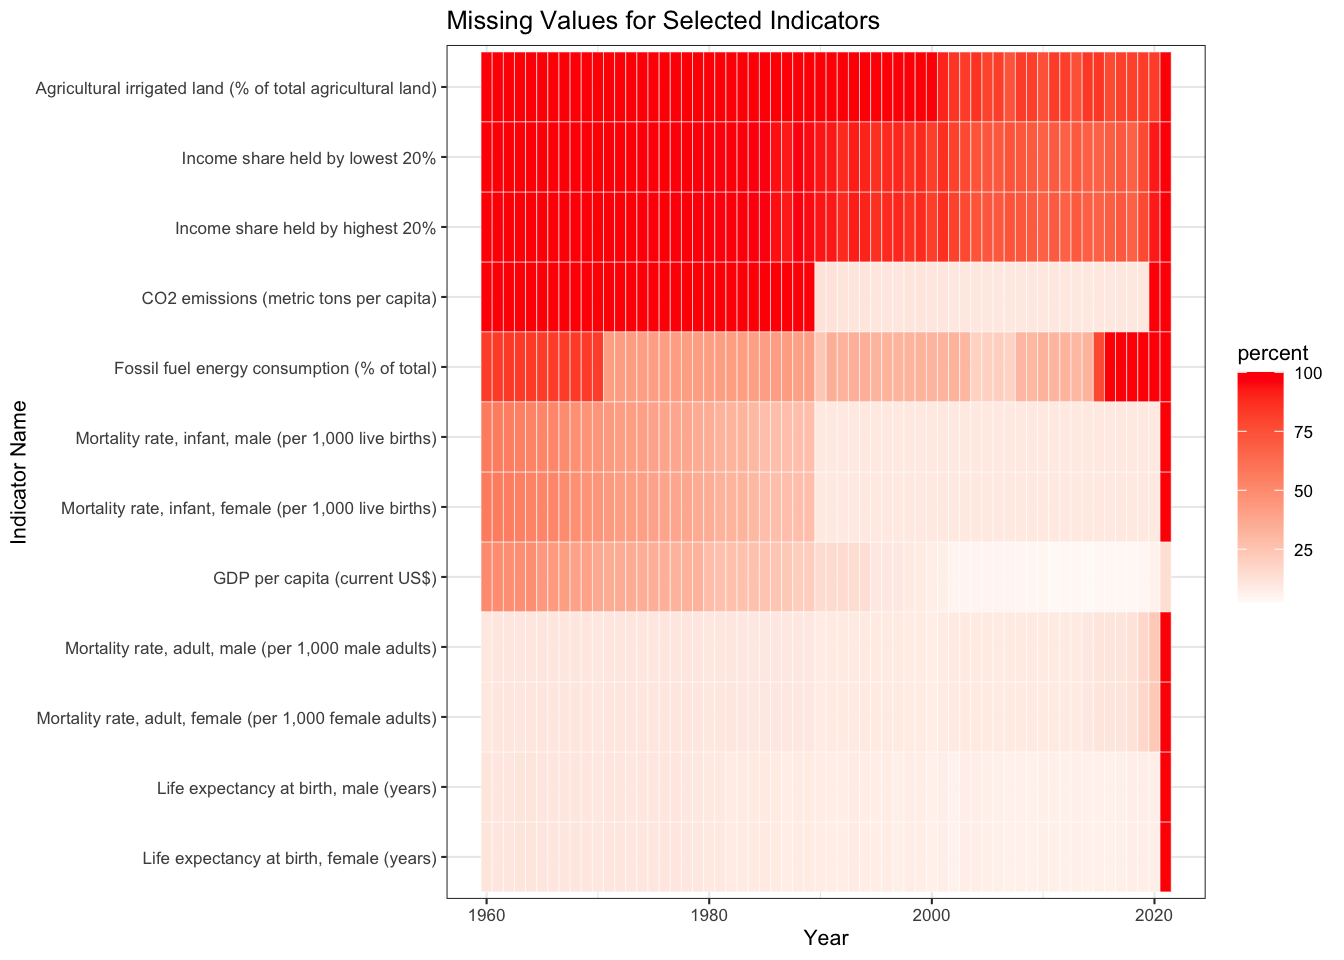 Missing Values for Selected Indicators
Agricultural irrigated land (% of total agricultural land)
Income share held by lowest 20%
Income share held by highest 20%
CO2 emissions (metric tons per capita)
Fossil fuel energy consumption (% of total)
Mortality rate, infant, male (per 1,000 live births)
Mortality rate, infant, female (per 1,000 live births)
GDP per capita (current US$)
Mortality rate, adult, male (per 1,000 male adults)
Mortality rate, adult, female (per 1,000 female adults)
Life expectancy at birth, male (years)
Life expectancy at birth, female (years)
Indicator Name
1960
1980
2000
2020
Year
percent
100
75
50
25